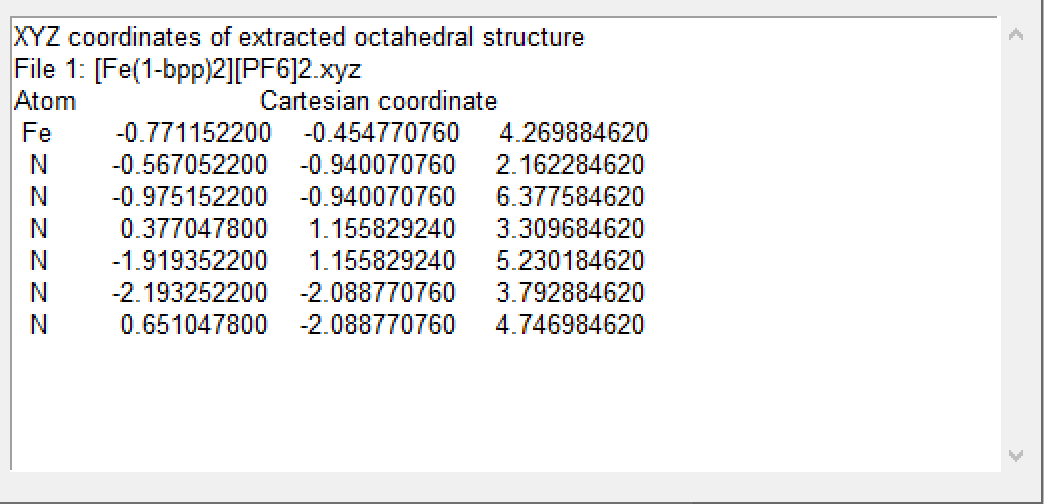 XYZ coordinates of extracted octahedral structure
File 1: [Fe(1-bpp)2][PF6]2.xyz
Atom Cartesian coordinate
Fe -0.771152200 -0.454770760 4.269884620
N -0.567052200 -0.940070760 2.162284620
N -0.975152200 -0.940070760 6.377584620
N 0.377047800 1.155829240 3.309684620
N -1.919352200 1.155829240 5.230184620
N -2.193252200 -2.088770760 3.792884620
N 0.651047800 -2.088770760 4.746984620